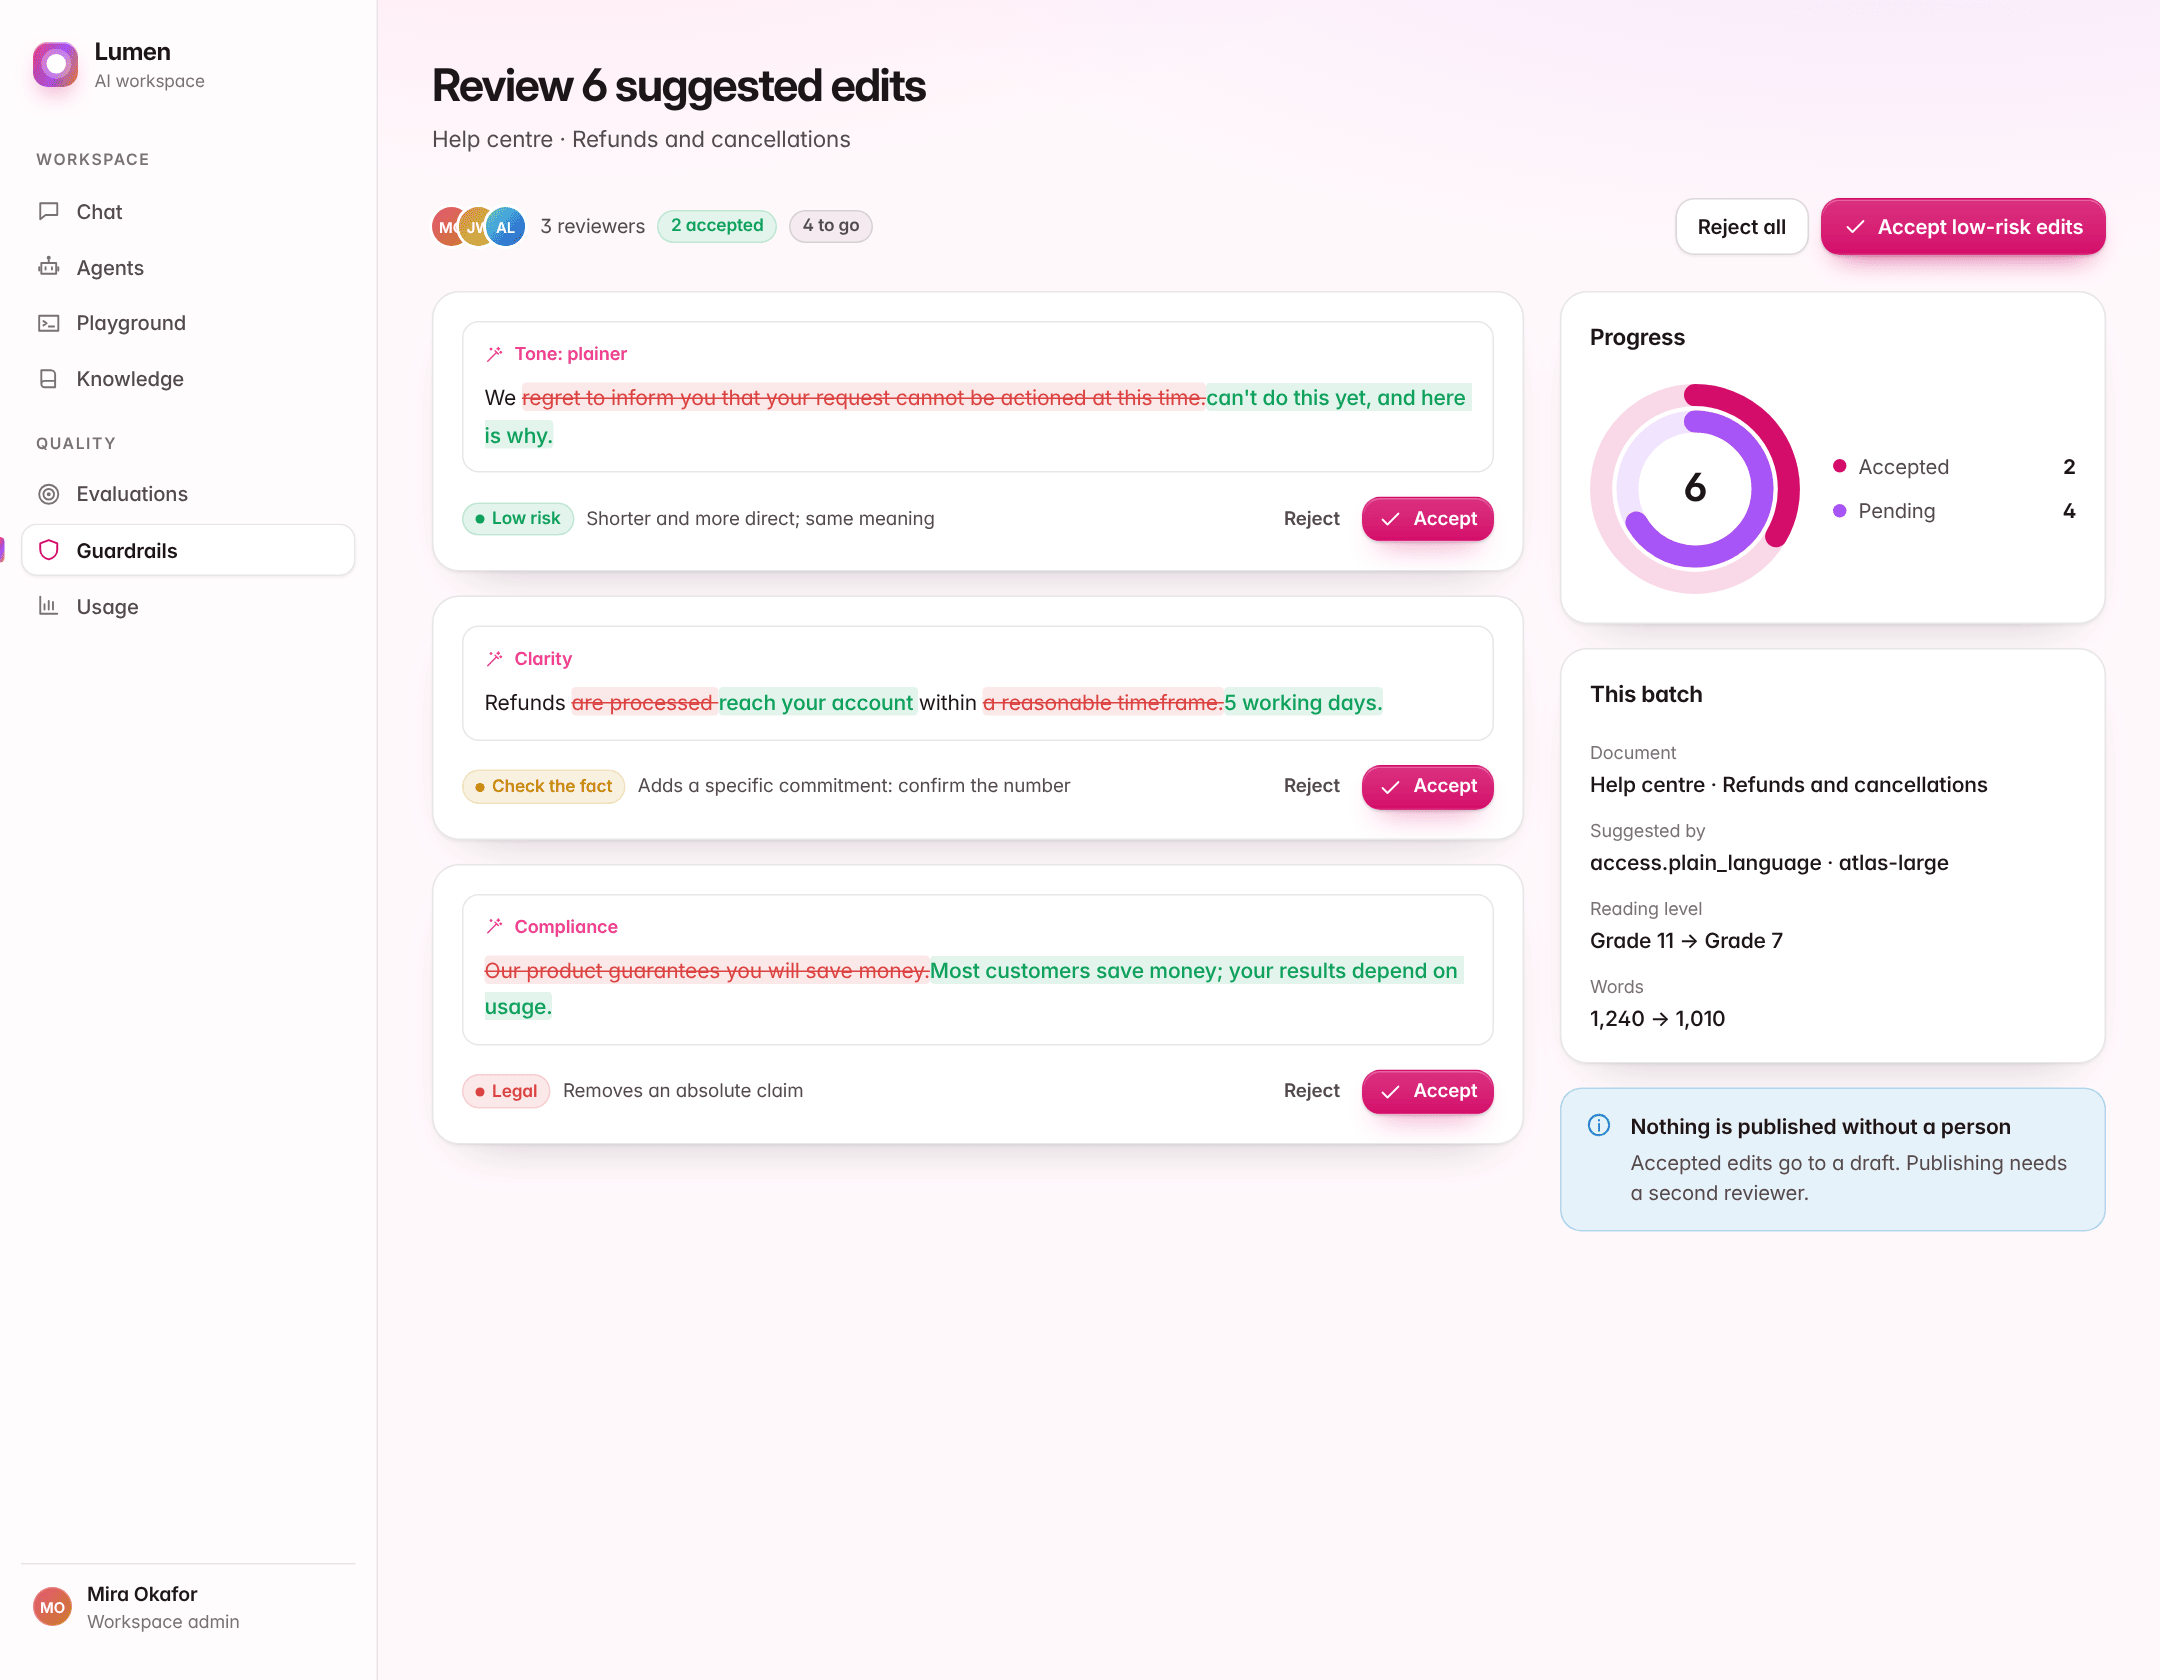 Lumen
AI workspace
WORKSPACE
Chat
Agents
Playground
Knowledge
QUALITY
Evaluations
Guardrails
Usage
MO
Mira Okafor
Workspace admin
Review 6 suggested edits
Help centre · Refunds and cancellations
AL
3 reviewers
2 accepted
4 to go
Reject all
Accept low-risk edits
Tone: plainer
We regret to inform you that your request cannot be actioned at this time.can't do this yet, and here
is why.
Low risk
Shorter and more direct; same meaning
Reject
Accept
Clarity
Refunds are processed reach your account within a reasonable timeframe.5 working days.
Check the fact
Adds a specific commitment: confirm the number
Reject
Accept
Compliance
Our product guarantees you will save money.Most customers save money; your results depend on
usage.
Legal
Removes an absolute claim
Reject
Accept
Progress
6
Accepted 2
Pending 4
This batch
Document
Help centre · Refunds and cancellations
Suggested by
access.plain_language · atlas-large
Reading level
Grade 11 → Grade 7
Words
1,240 → 1,010
Nothing is published without a person
Accepted edits go to a draft. Publishing needs
a second reviewer.